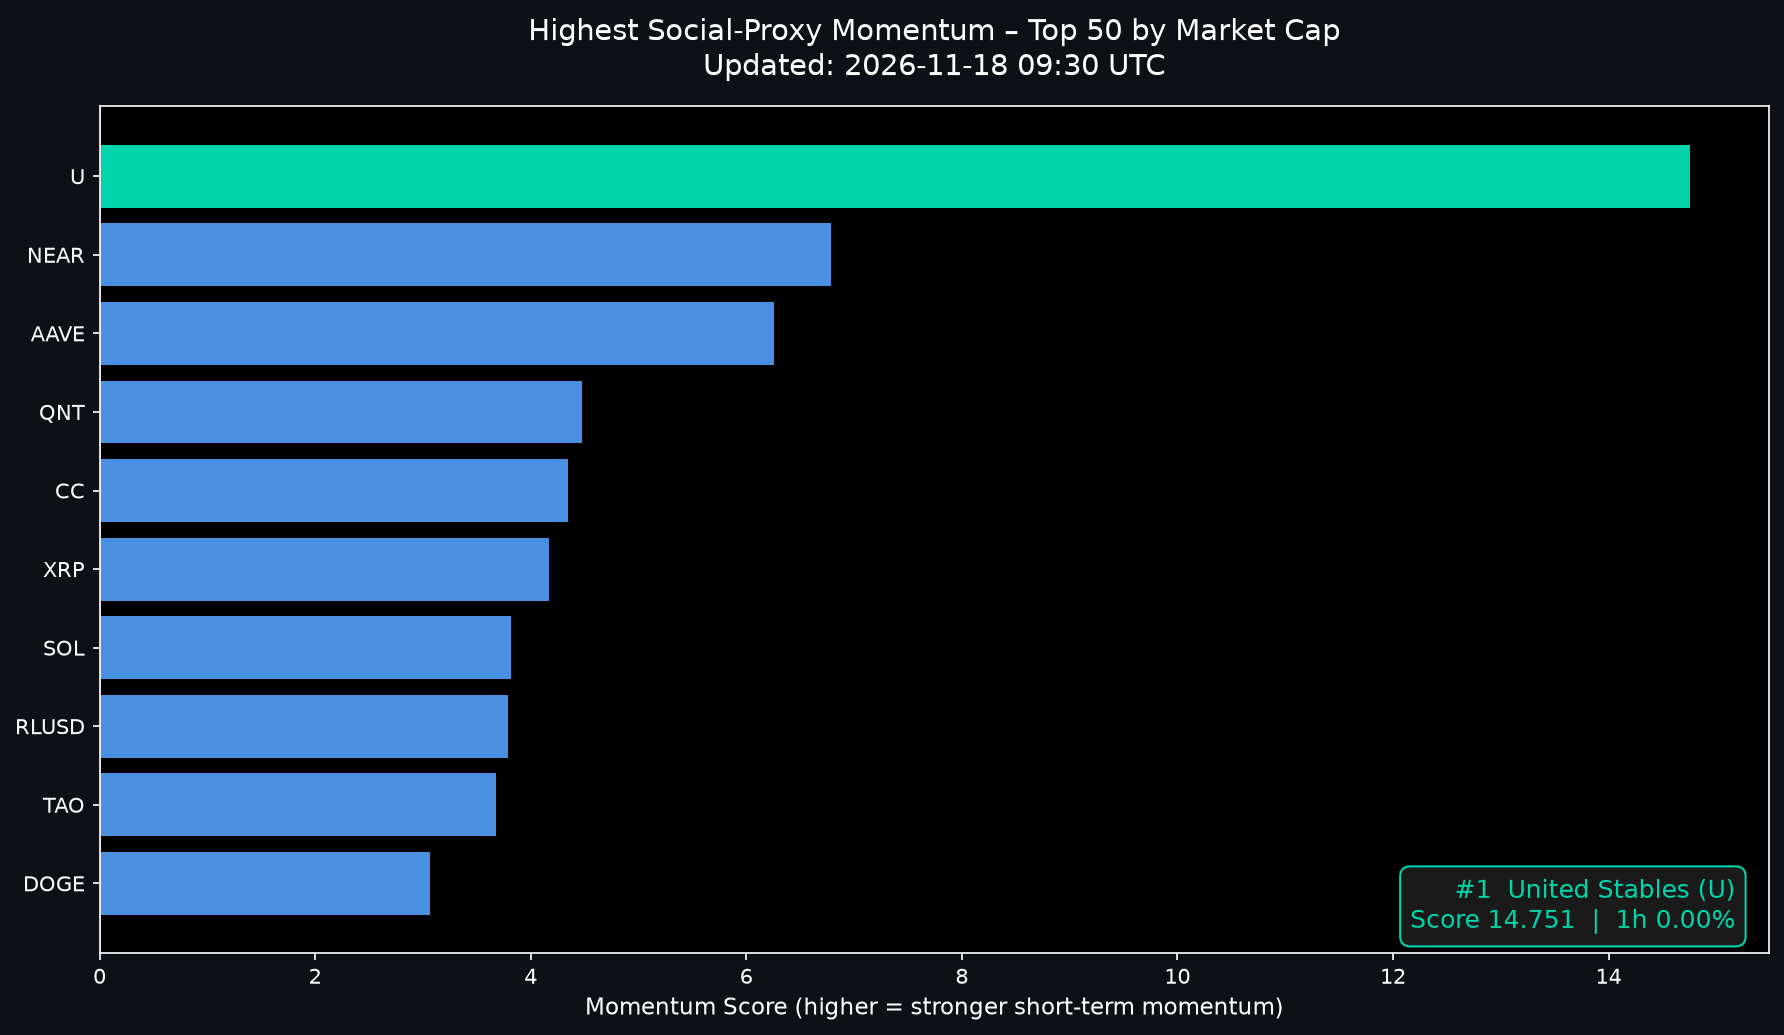 Highest Social-Proxy Momentum – Top 50 by Market Cap
Updated: 2026-11-18 09:30 UTC
U
NEAR
AAVE
QNT
CC
XRP
SOL
RLUSD
TAO
DOGE
#1 United Stables (U)
Score 14.751 | 1h 0.00%
0 2 4 6 8 10 12 14
Momentum Score (higher = stronger short-term momentum)